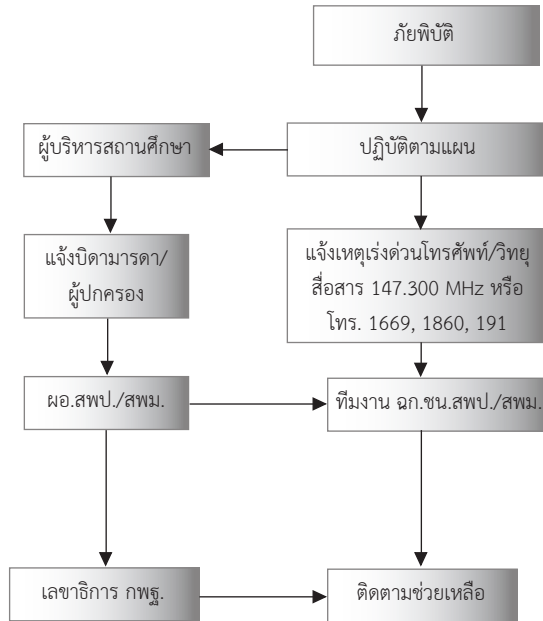 ภัยพิบัติ
ผู้บริหารสถานศึกษา
ปฏิบัติตามแผน
แจ้งบิดามารดา/
ผู้ปกครอง
แจ้งเหตุเร่งด่วนโทรศัพท์/วิทยุ
สื่อสาร 147.300 MHz หรือ
โทร. 1669, 1860, 191
ผอ.สพป./สพม.
ทีมงาน ฉก.ชน.สพป./สพม.
เลขาธิการ กพฐ.
ติดตามช่วยเหลือ